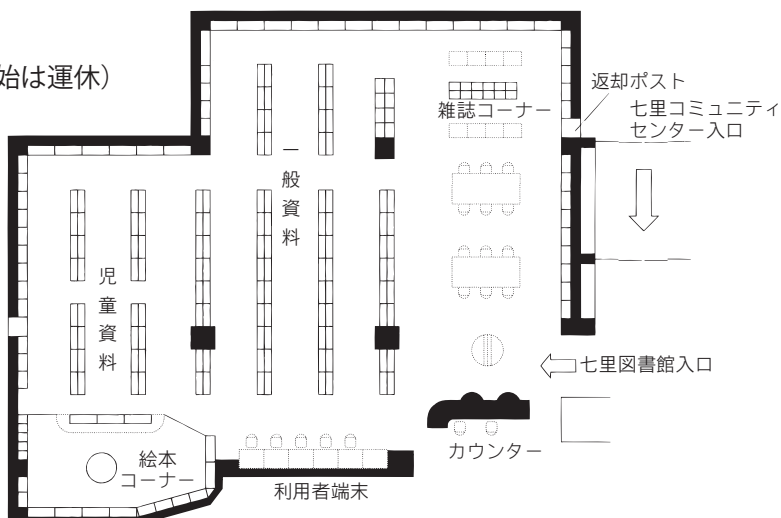 始は運休）
返却ポスト
七里コミュニティ
センター入口
雑誌コーナー
一般資料
児童資料
七里図書館入口
カウンター
絵本
コーナー
利用者端末